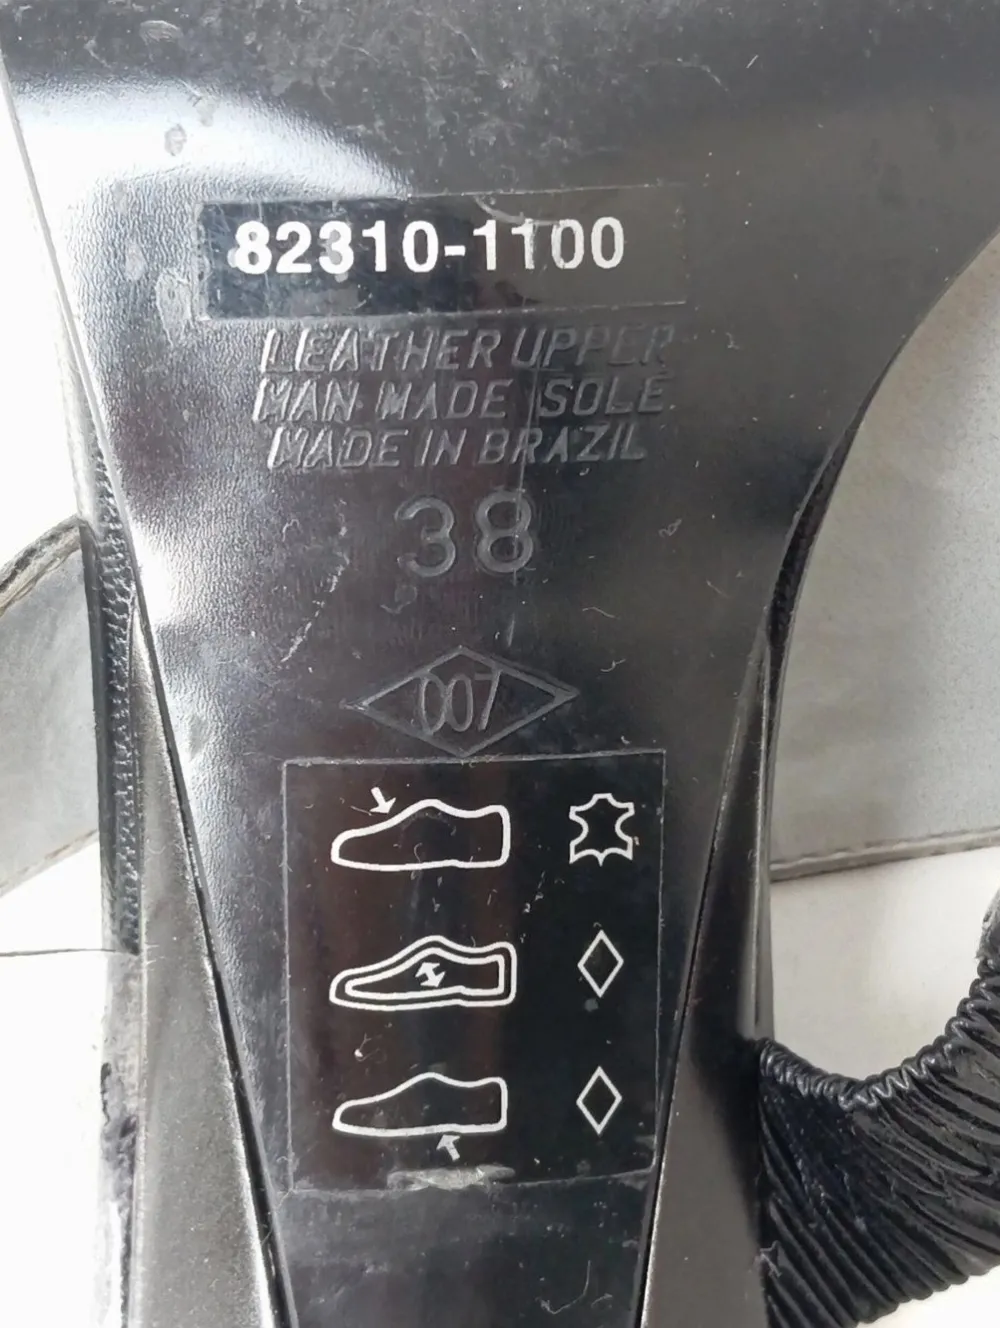 82310-1100
LEATHER UPPER
MAN MADE SOLE
MADE IN BRAZIL
38
007